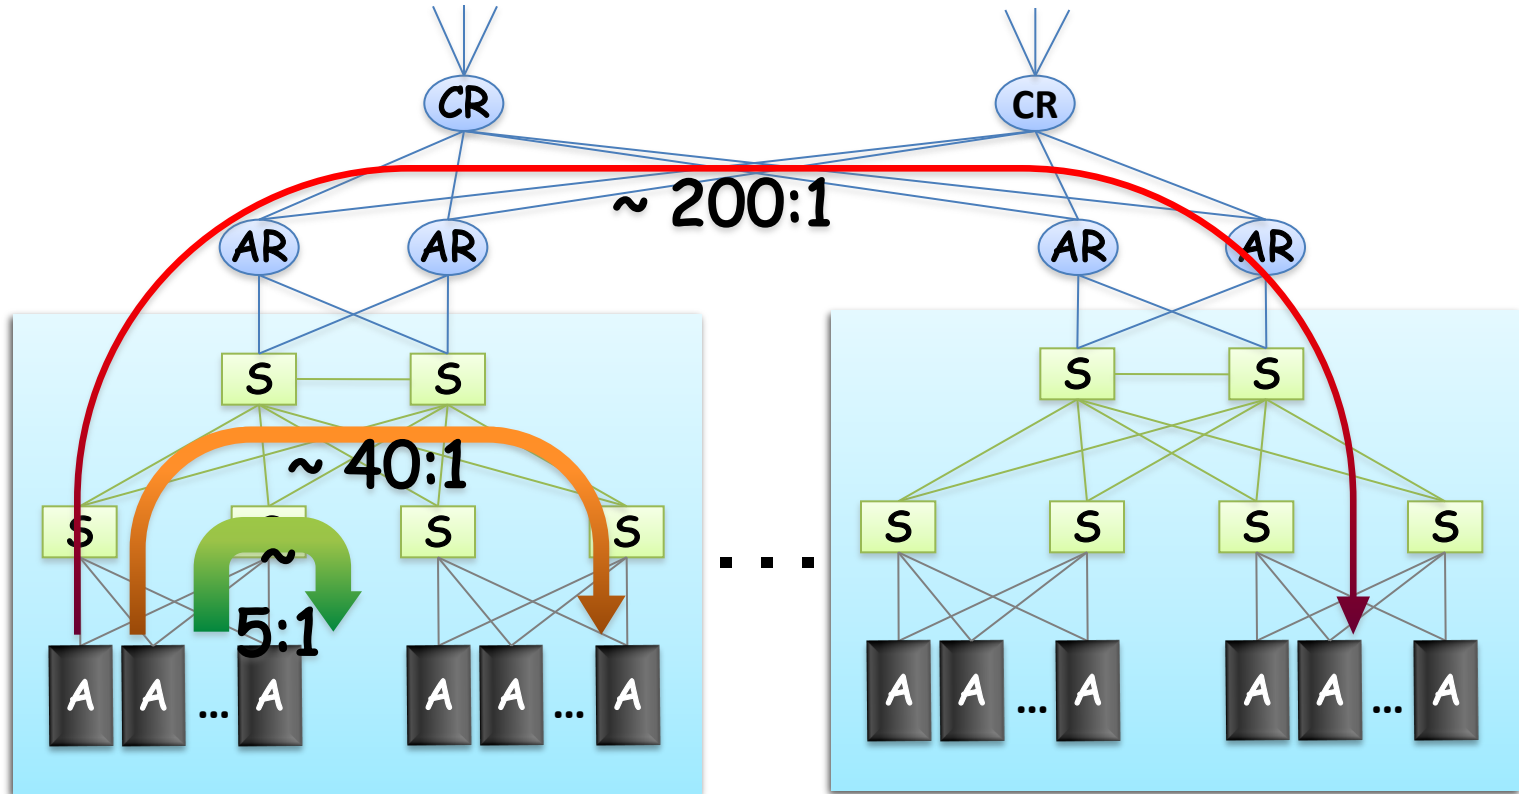 CR CR
~ 200:1
AR AR AR AR
S S S S
~ 40:1
S S S S S S S
~
. . .
5:1
A A ... A A A ... A A A ... A A A ... A